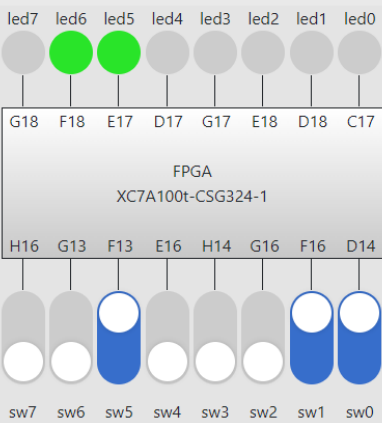 led7 led6 led5 led4 led3 led2 led1 led0
G18 F18 E17 D17 G17 E18 D18 C17
FPGA
XC7A100t-CSG324-1
H16 G13 F13 E16 H14 G16 F16 D14
sw7 sw6 sw5 sw4 sw3 sw2 sw1 sw0